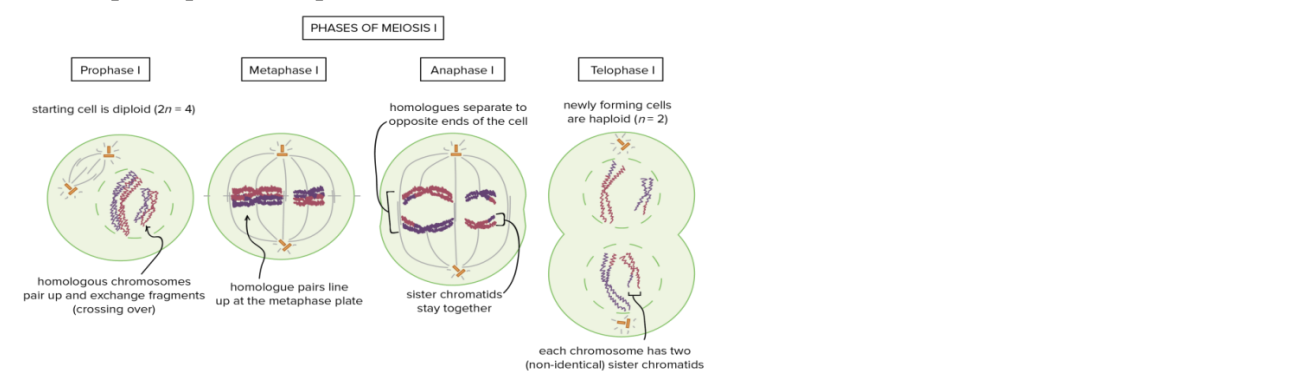 PHASES OF MEIOSIS I
Prophase I
Metaphase I
Anaphase I
Telophase I
starting cell is diploid (2n = 4)
homologues separate to
opposite ends of the cell
newly forming cells
are haploid (n = 2)
homologous chromosomes
pair up and exchange fragments
(crossing over)
homologue pairs line
up at the metaphase plate
sister chromatids
stay together
each chromosome has two
(non-identical) sister chromatids